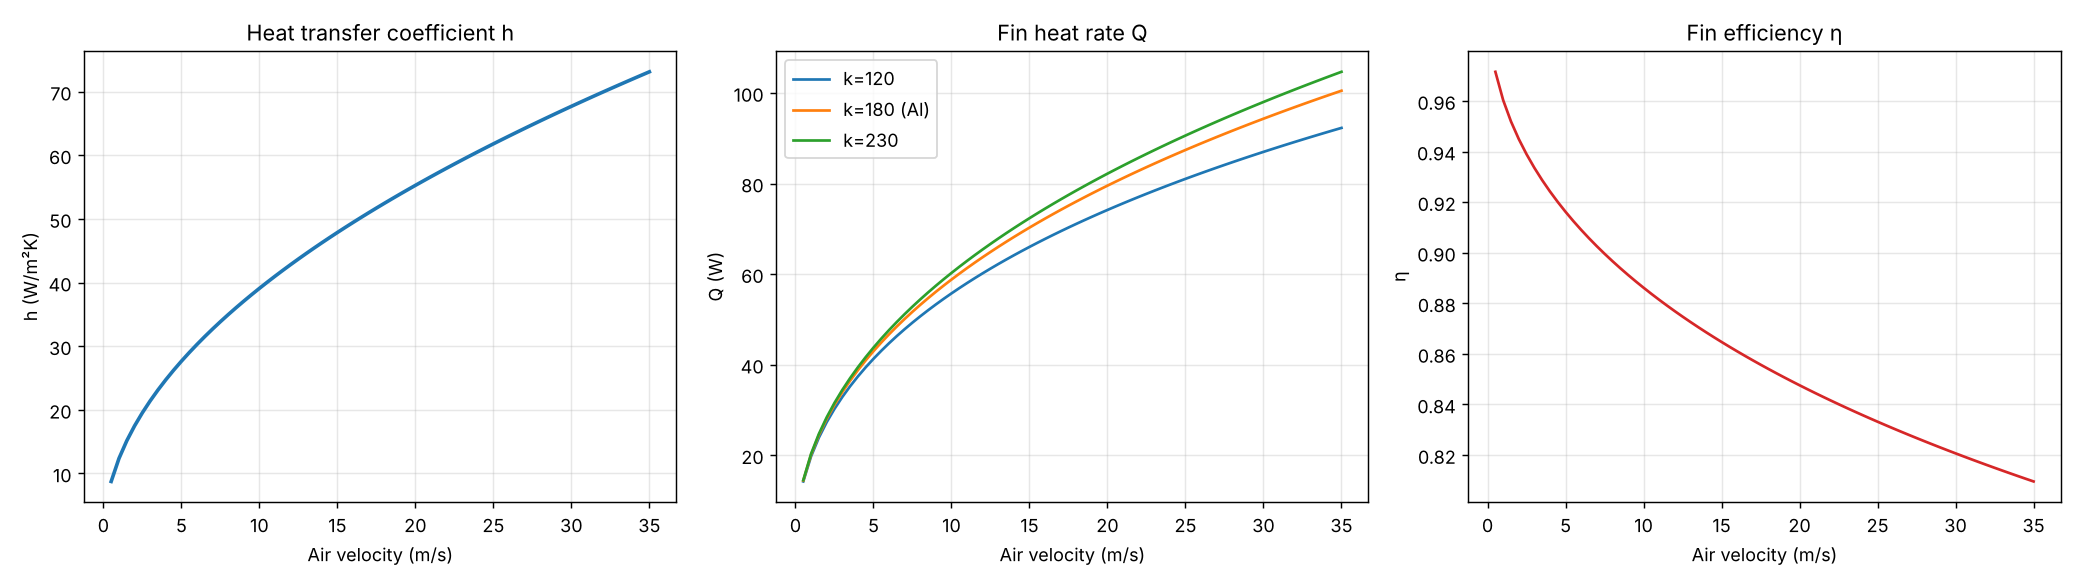 Heat transfer coefficient h
h (W/m²K)
70
60
50
40
30
20
10
0 5 10 15 20 25 30 35
Air velocity (m/s)
Fin heat rate Q
k=120
k=180 (Al)
k=230
Q (W)
100
80
60
40
20
0 5 10 15 20 25 30 35
Air velocity (m/s)
Fin efficiency η
η
0.96
0.94
0.92
0.90
0.88
0.86
0.84
0.82
0 5 10 15 20 25 30 35
Air velocity (m/s)